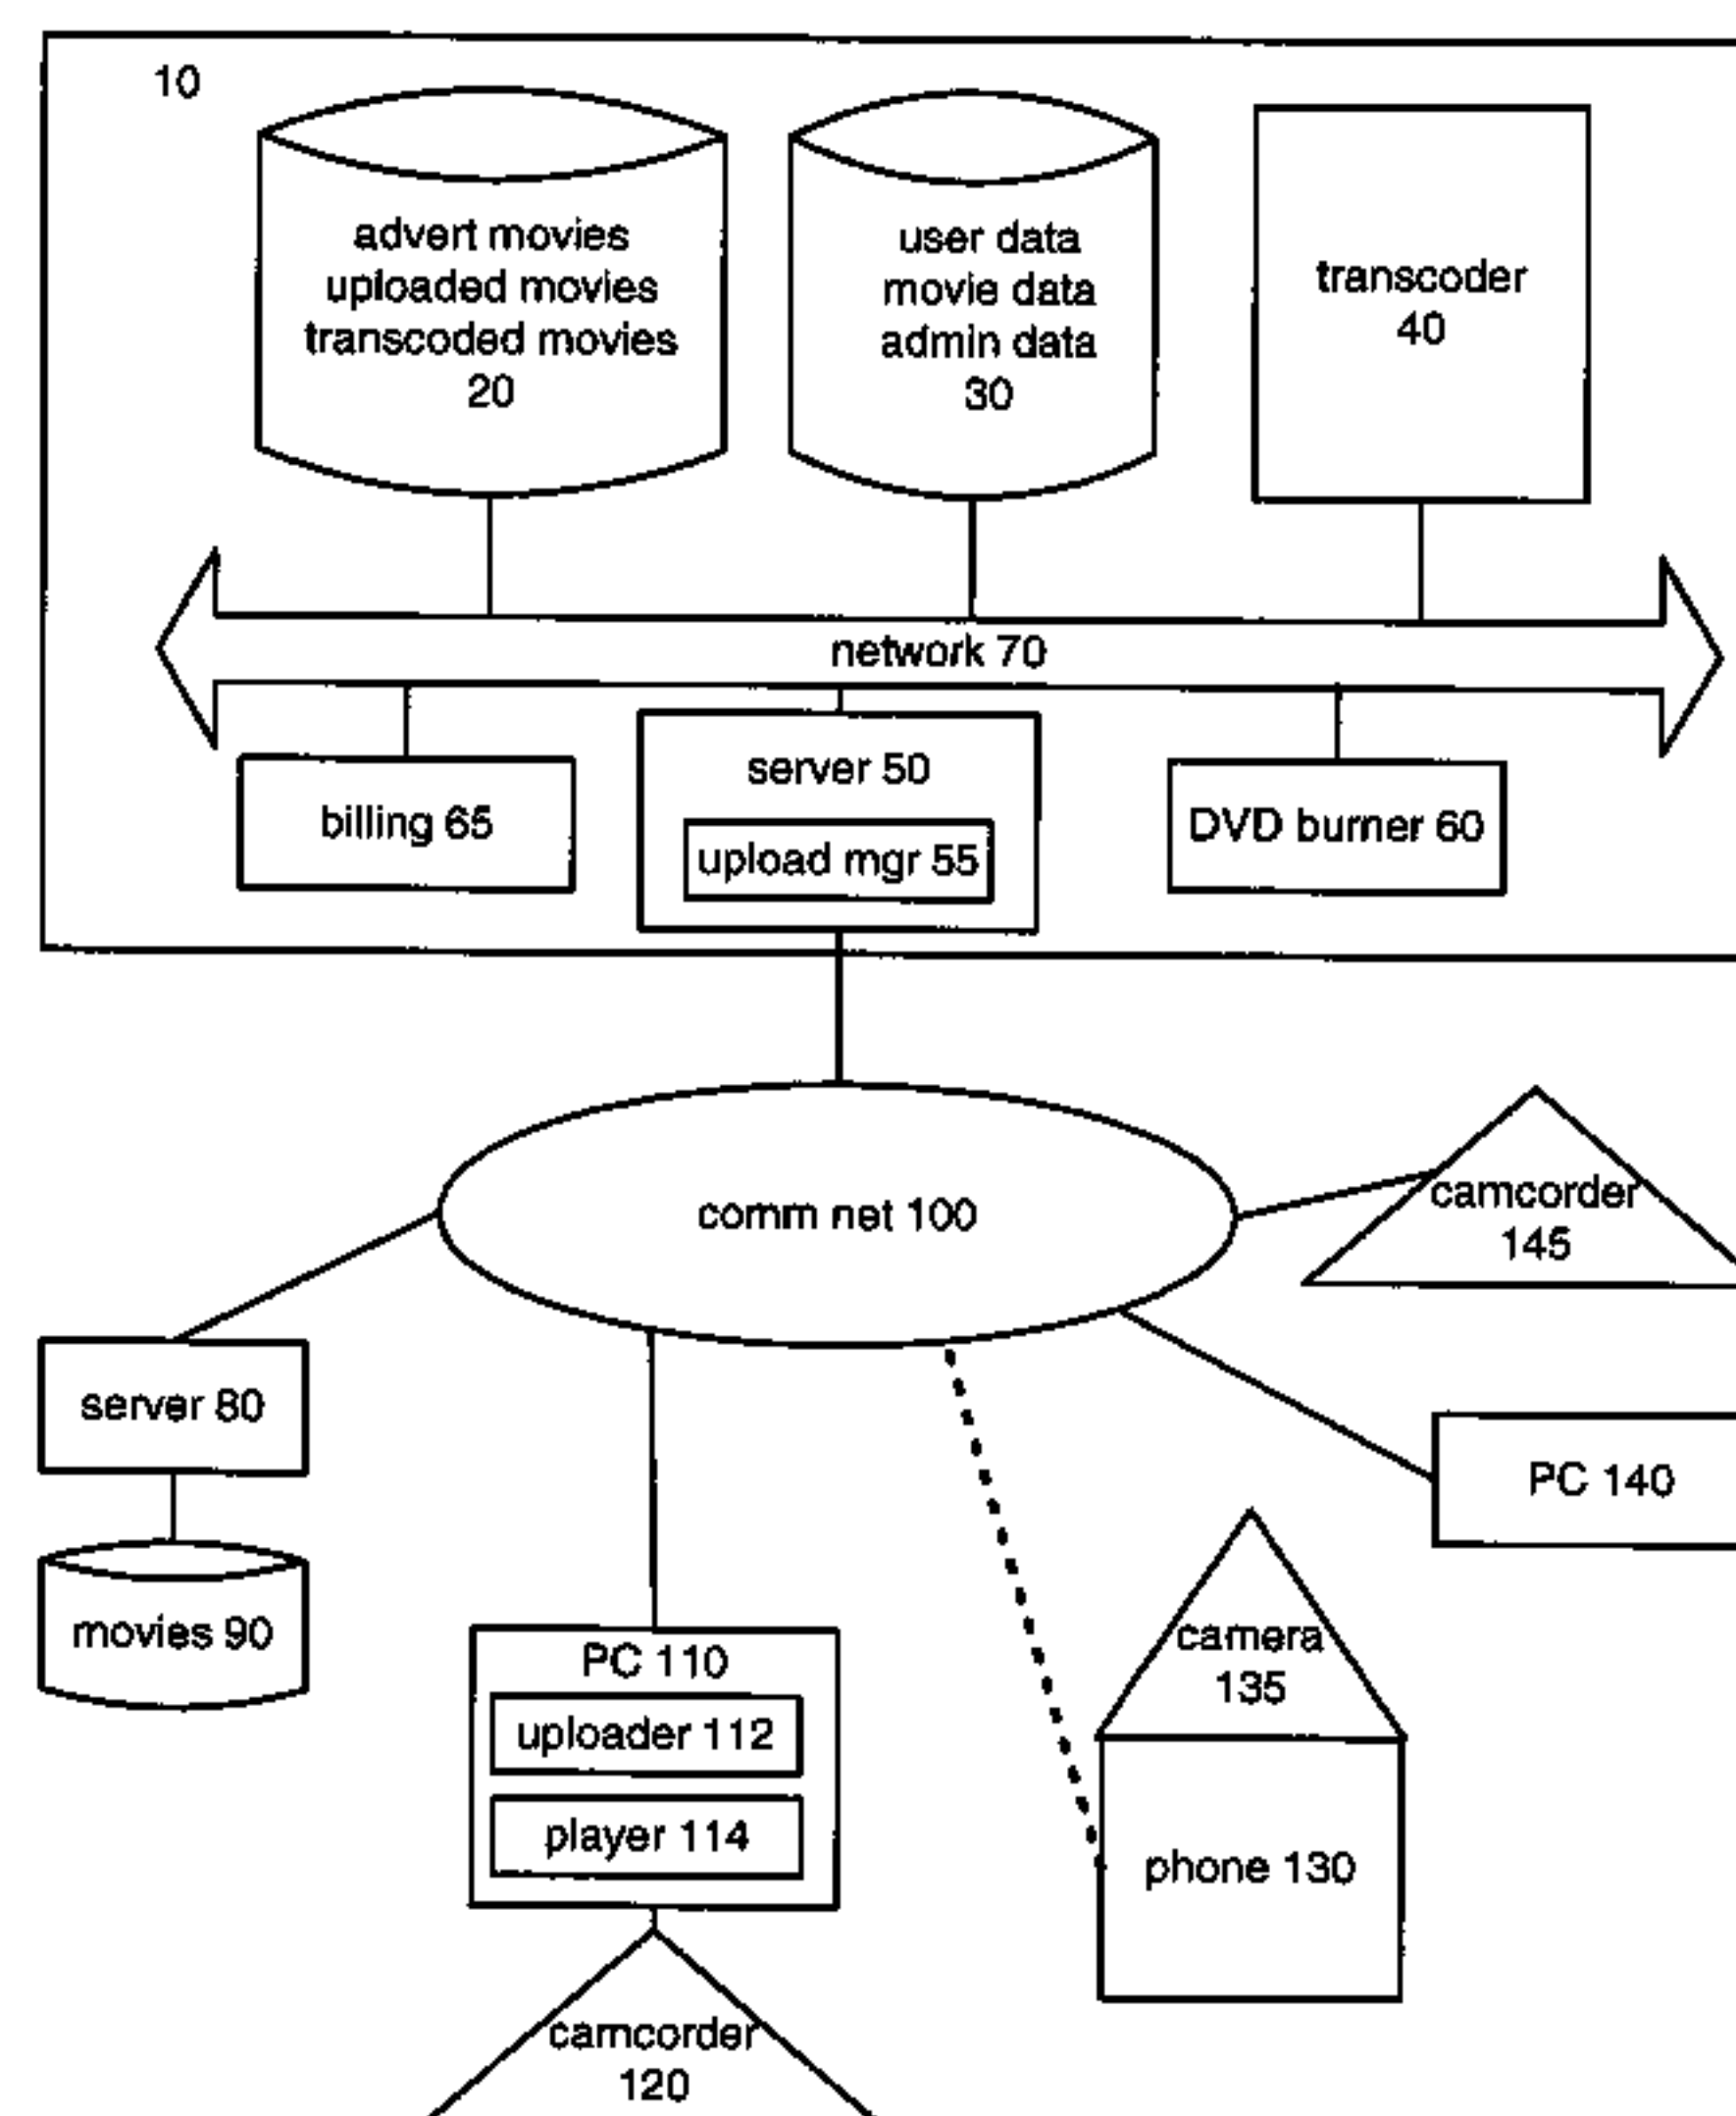 10
advert movies
uploaded movies
transcoded movies
20
user data
movie data
admin data
30
transcoder
40
network 70
billing 65
server 50
upload mgr 55
DVD burner 60
comm net 100
camcorder
145
server 80
PC 140
movies 90
camera
135
PC 110
uploader 112
player 114
phone 130
camcorder
120